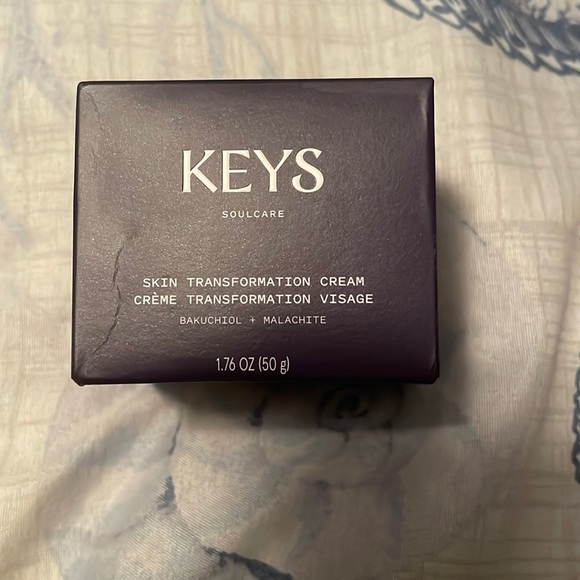 KEYS
SOULCARE
SKIN TRANSFORMATION CREAM
CRÈME TRANSFORMATION VISAGE
BAKUCHIOL + MALACHITE
1.76 OZ (50 g)